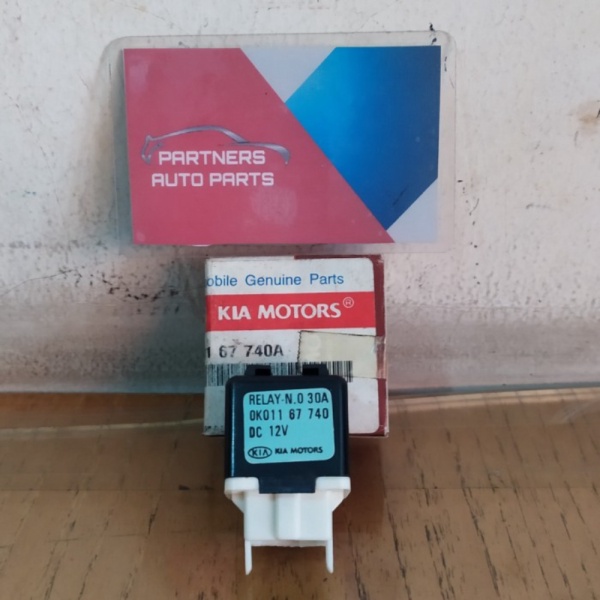 PARTNERS
AUTO PARTS
obile Genuine Parts
KIA MOTORS®
1 67 740A
RELAY-N.O 30A
0K011 67 740
DC 12V
KIA KIA MOTORS